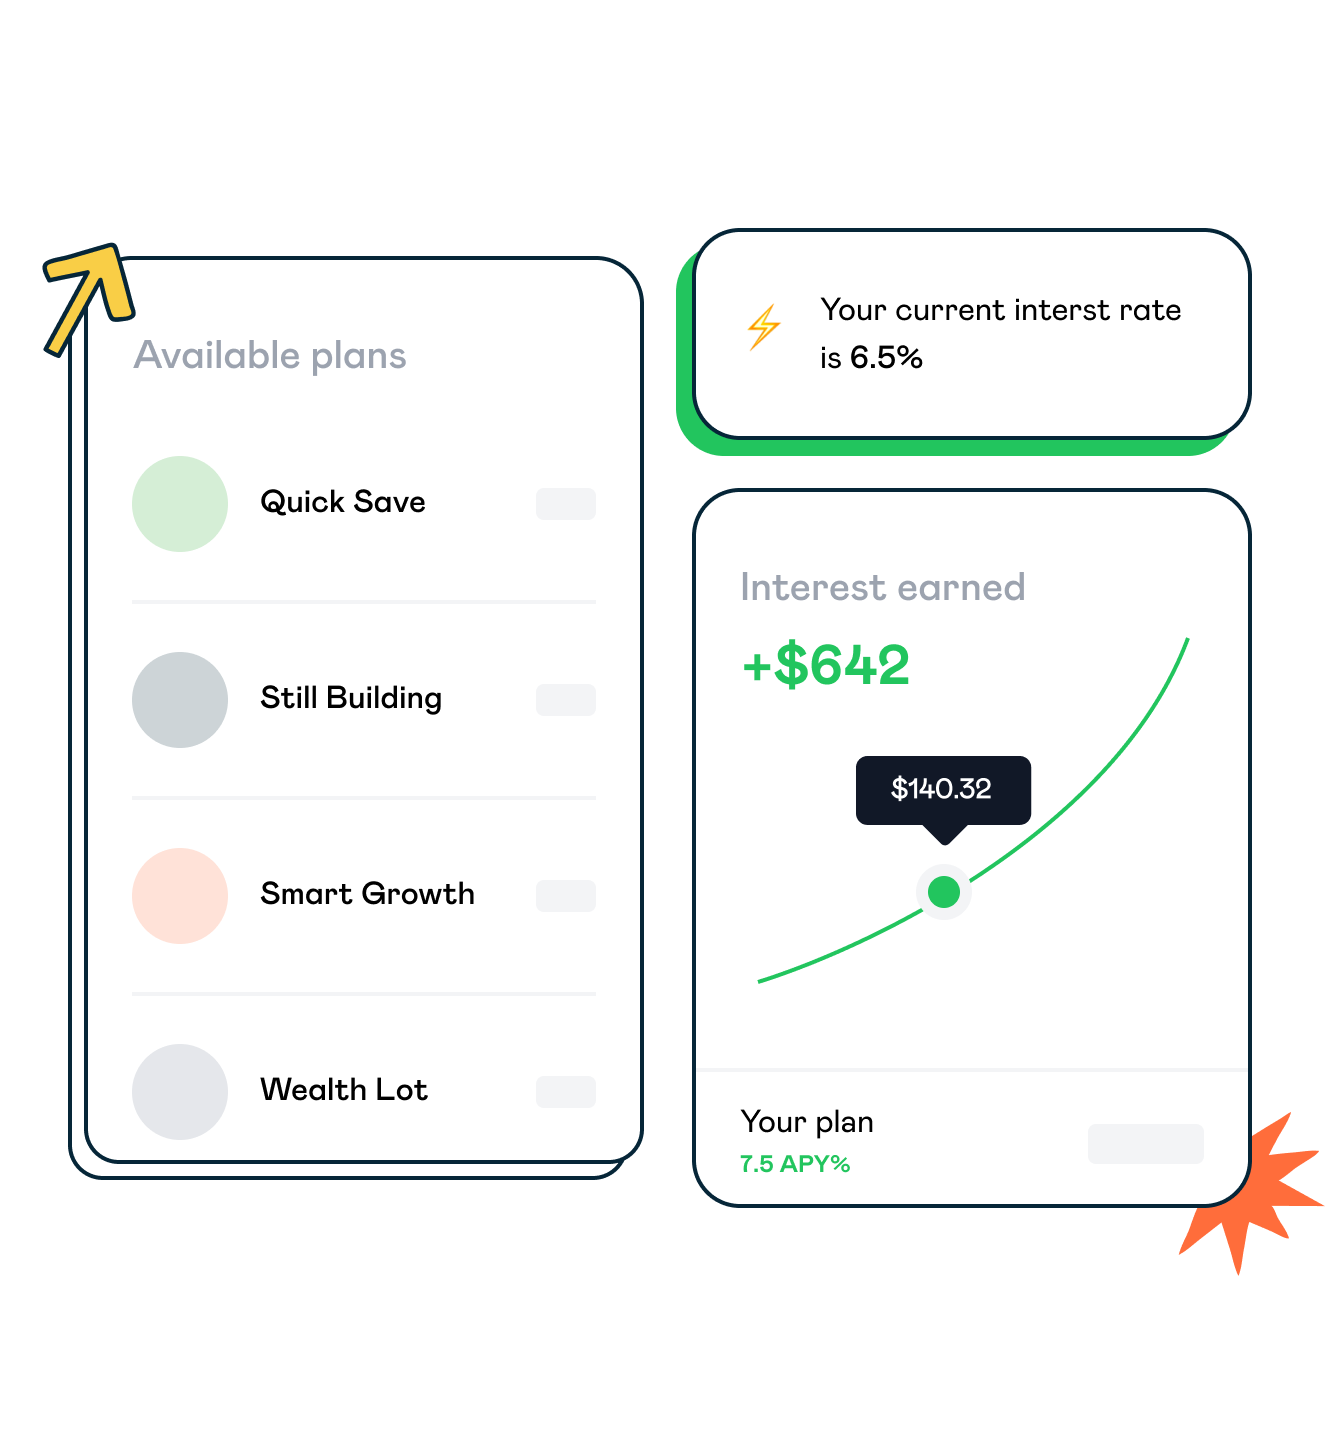 Available plans
Quick Save
Still Building
Smart Growth
Wealth Lot
Your current interst rate
is 6.5%
Interest earned
+$642
$140.32
Your plan
7.5 APY%